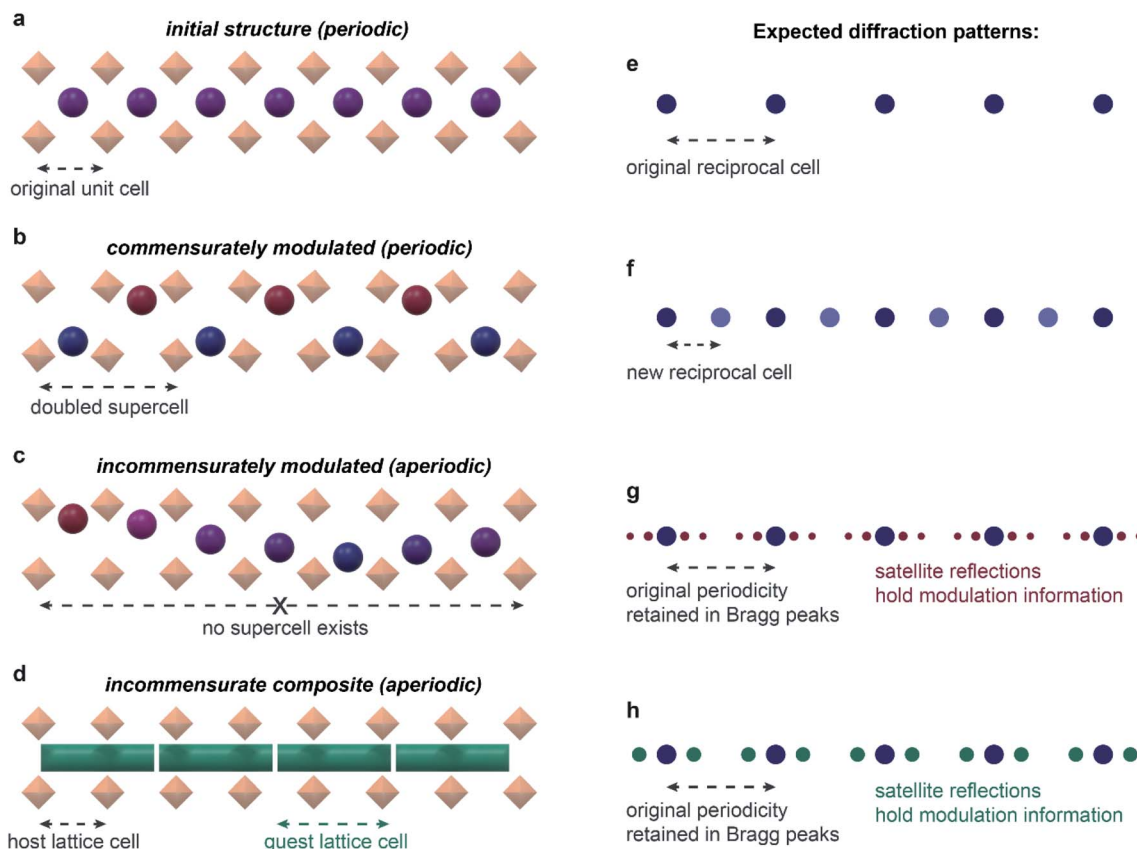 a
initial structure (periodic)
original unit cell
b
commensurately modulated (periodic)
doubled supercell
c
incommensurately modulated (aperiodic)
X
no supercell exists
d
incommensurate composite (aperiodic)
host lattice cell
guest lattice cell
Expected diffraction patterns:
e
original reciprocal cell
f
new reciprocal cell
g
original periodicity
retained in Bragg peaks
satellite reflections
hold modulation information
h
original periodicity
retained in Bragg peaks
satellite reflections
hold modulation information